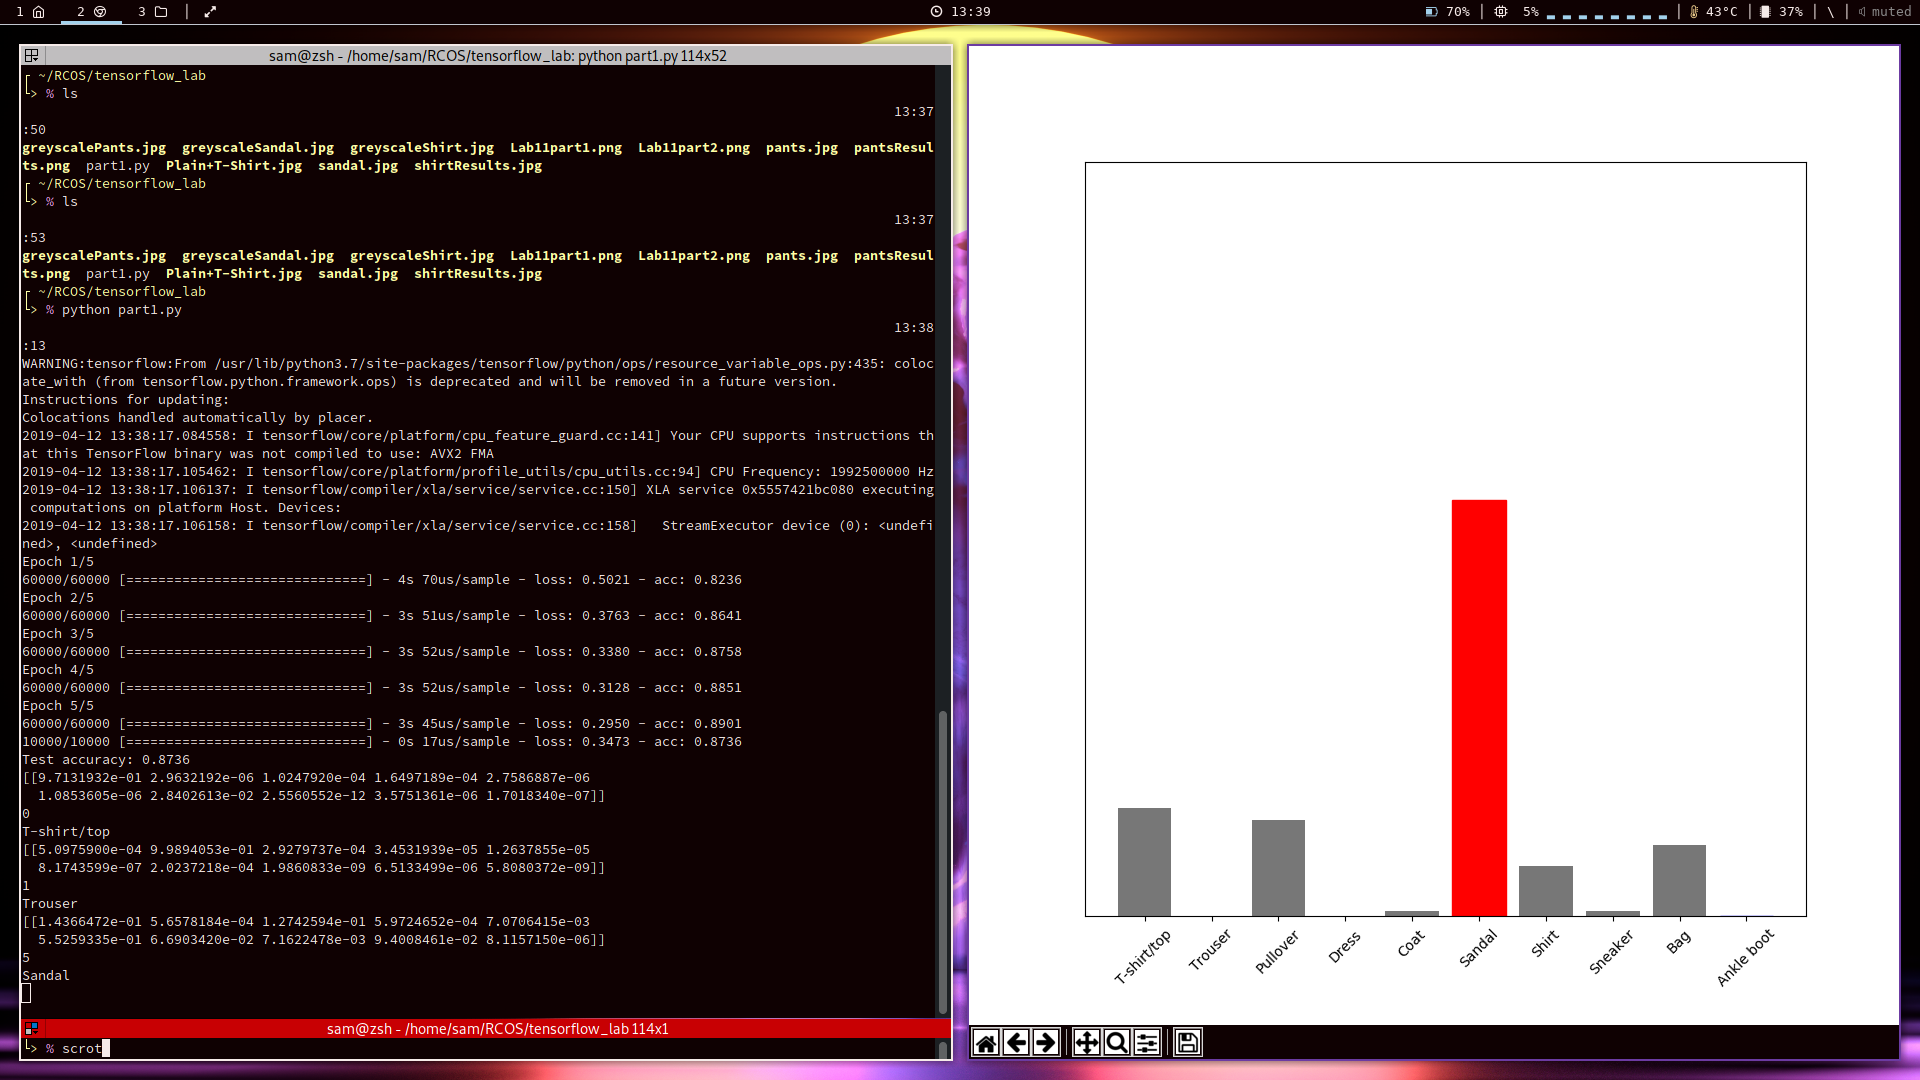 1 2 3 13:39 70% 5% 43°C 37% \ muted
sam@zsh - /home/sam/RCOS/tensorflow_lab: python part1.py 114x52
~/RCOS/tensorflow_lab
% ls
13:37
:50
greyscalePants.jpg greyscaleSandal.jpg greyscaleShirt.jpg Lab11part1.png Lab11part2.png pants.jpg pantsResul
ts.png part1.py Plain+T-Shirt.jpg sandal.jpg shirtResults.jpg
~/RCOS/tensorflow_lab
% ls
13:37
:53
greyscalePants.jpg greyscaleSandal.jpg greyscaleShirt.jpg Lab11part1.png Lab11part2.png pants.jpg pantsResul
ts.png part1.py Plain+T-Shirt.jpg sandal.jpg shirtResults.jpg
~/RCOS/tensorflow_lab
% python part1.py
13:38
:13
WARNING:tensorflow:From /usr/lib/python3.7/site-packages/tensorflow/python/ops/resource_variable_ops.py:435: coloc
ate_with (from tensorflow.python.framework.ops) is deprecated and will be removed in a future version.
Instructions for updating:
Colocations handled automatically by placer.
2019-04-12 13:38:17.084558: I tensorflow/core/platform/cpu_feature_guard.cc:141] Your CPU supports instructions th
at this TensorFlow binary was not compiled to use: AVX2 FMA
2019-04-12 13:38:17.105462: I tensorflow/core/platform/profile_utils/cpu_utils.cc:94] CPU Frequency: 1992500000 Hz
2019-04-12 13:38:17.106137: I tensorflow/compiler/xla/service/service.cc:150] XLA service 0x5557421bc080 executing
computations on platform Host. Devices:
2019-04-12 13:38:17.106158: I tensorflow/compiler/xla/service/service.cc:158] StreamExecutor device (0): <undefi
ned>, <undefined>
Epoch 1/5
60000/60000 [==============================] - 4s 70us/sample - loss: 0.5021 - acc: 0.8236
Epoch 2/5
60000/60000 [==============================] - 3s 51us/sample - loss: 0.3763 - acc: 0.8641
Epoch 3/5
60000/60000 [==============================] - 3s 52us/sample - loss: 0.3380 - acc: 0.8758
Epoch 4/5
60000/60000 [==============================] - 3s 52us/sample - loss: 0.3128 - acc: 0.8851
Epoch 5/5
60000/60000 [==============================] - 3s 45us/sample - loss: 0.2950 - acc: 0.8901
10000/10000 [==============================] - 0s 17us/sample - loss: 0.3473 - acc: 0.8736
Test accuracy: 0.8736
[[9.7131932e-01 2.9632192e-06 1.0247920e-04 1.6497189e-04 2.7586887e-06
1.0853605e-06 2.8402613e-02 2.5560552e-12 3.5751361e-06 1.7018340e-07]]
0
T-shirt/top
[[5.0975900e-04 9.9894053e-01 2.9279737e-04 3.4531939e-05 1.2637855e-05
8.1743599e-07 2.0237218e-04 1.9860833e-09 6.5133499e-06 5.8080372e-09]]
1
Trouser
[[1.4366472e-01 5.6578184e-04 1.2742594e-01 5.9724652e-04 7.0706415e-03
5.5259335e-01 6.6903420e-02 7.1622478e-03 9.4008461e-02 8.1157150e-06]]
5
Sandal
sam@zsh - /home/sam/RCOS/tensorflow_lab 114x1
% scrot
T-shirt/top Trouser Pullover Dress Coat Sandal Shirt Sneaker Bag Ankle boot